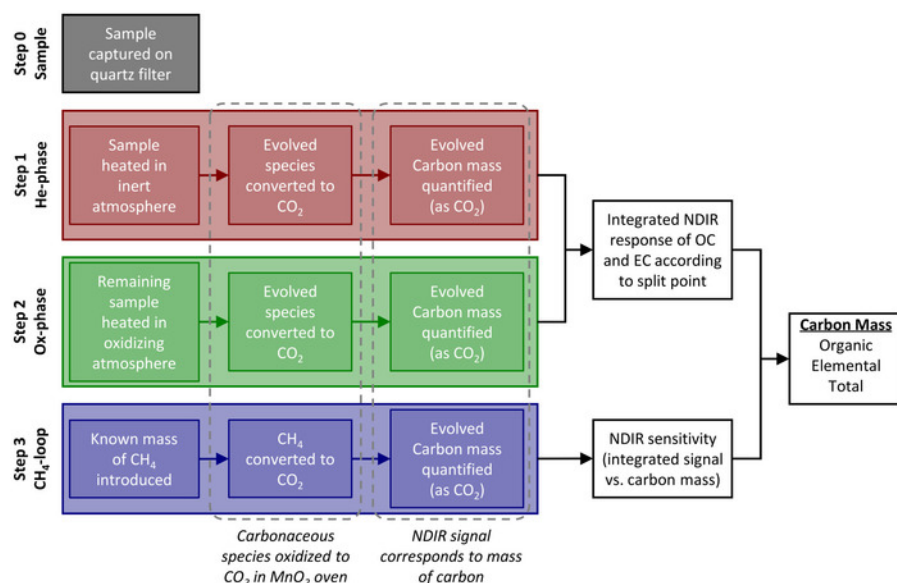 Step 0
Sample
Sample
captured on
quartz filter
Step 1
He-phase
Sample
heated in
inert
atmosphere
Evolved
species
converted to
CO₂
Evolved
Carbon mass
quantified
(as CO₂)
Step 2
Ox-phase
Remaining
sample
heated in
oxidizing
atmosphere
Evolved
species
converted to
CO₂
Evolved
Carbon mass
quantified
(as CO₂)
Step 3
CH₄-loop
Known mass
of CH₄
introduced
CH₄
converted to
CO₂
Evolved
Carbon mass
quantified
(as CO₂)
Integrated NDIR
response of OC
and EC according
to split point
NDIR sensitivity
(integrated signal
vs. carbon mass)
Carbon Mass
Organic
Elemental
Total
Carbonaceous
species oxidized to
CO₂ in MnO₂ oven
NDIR signal
corresponds to mass
of carbon